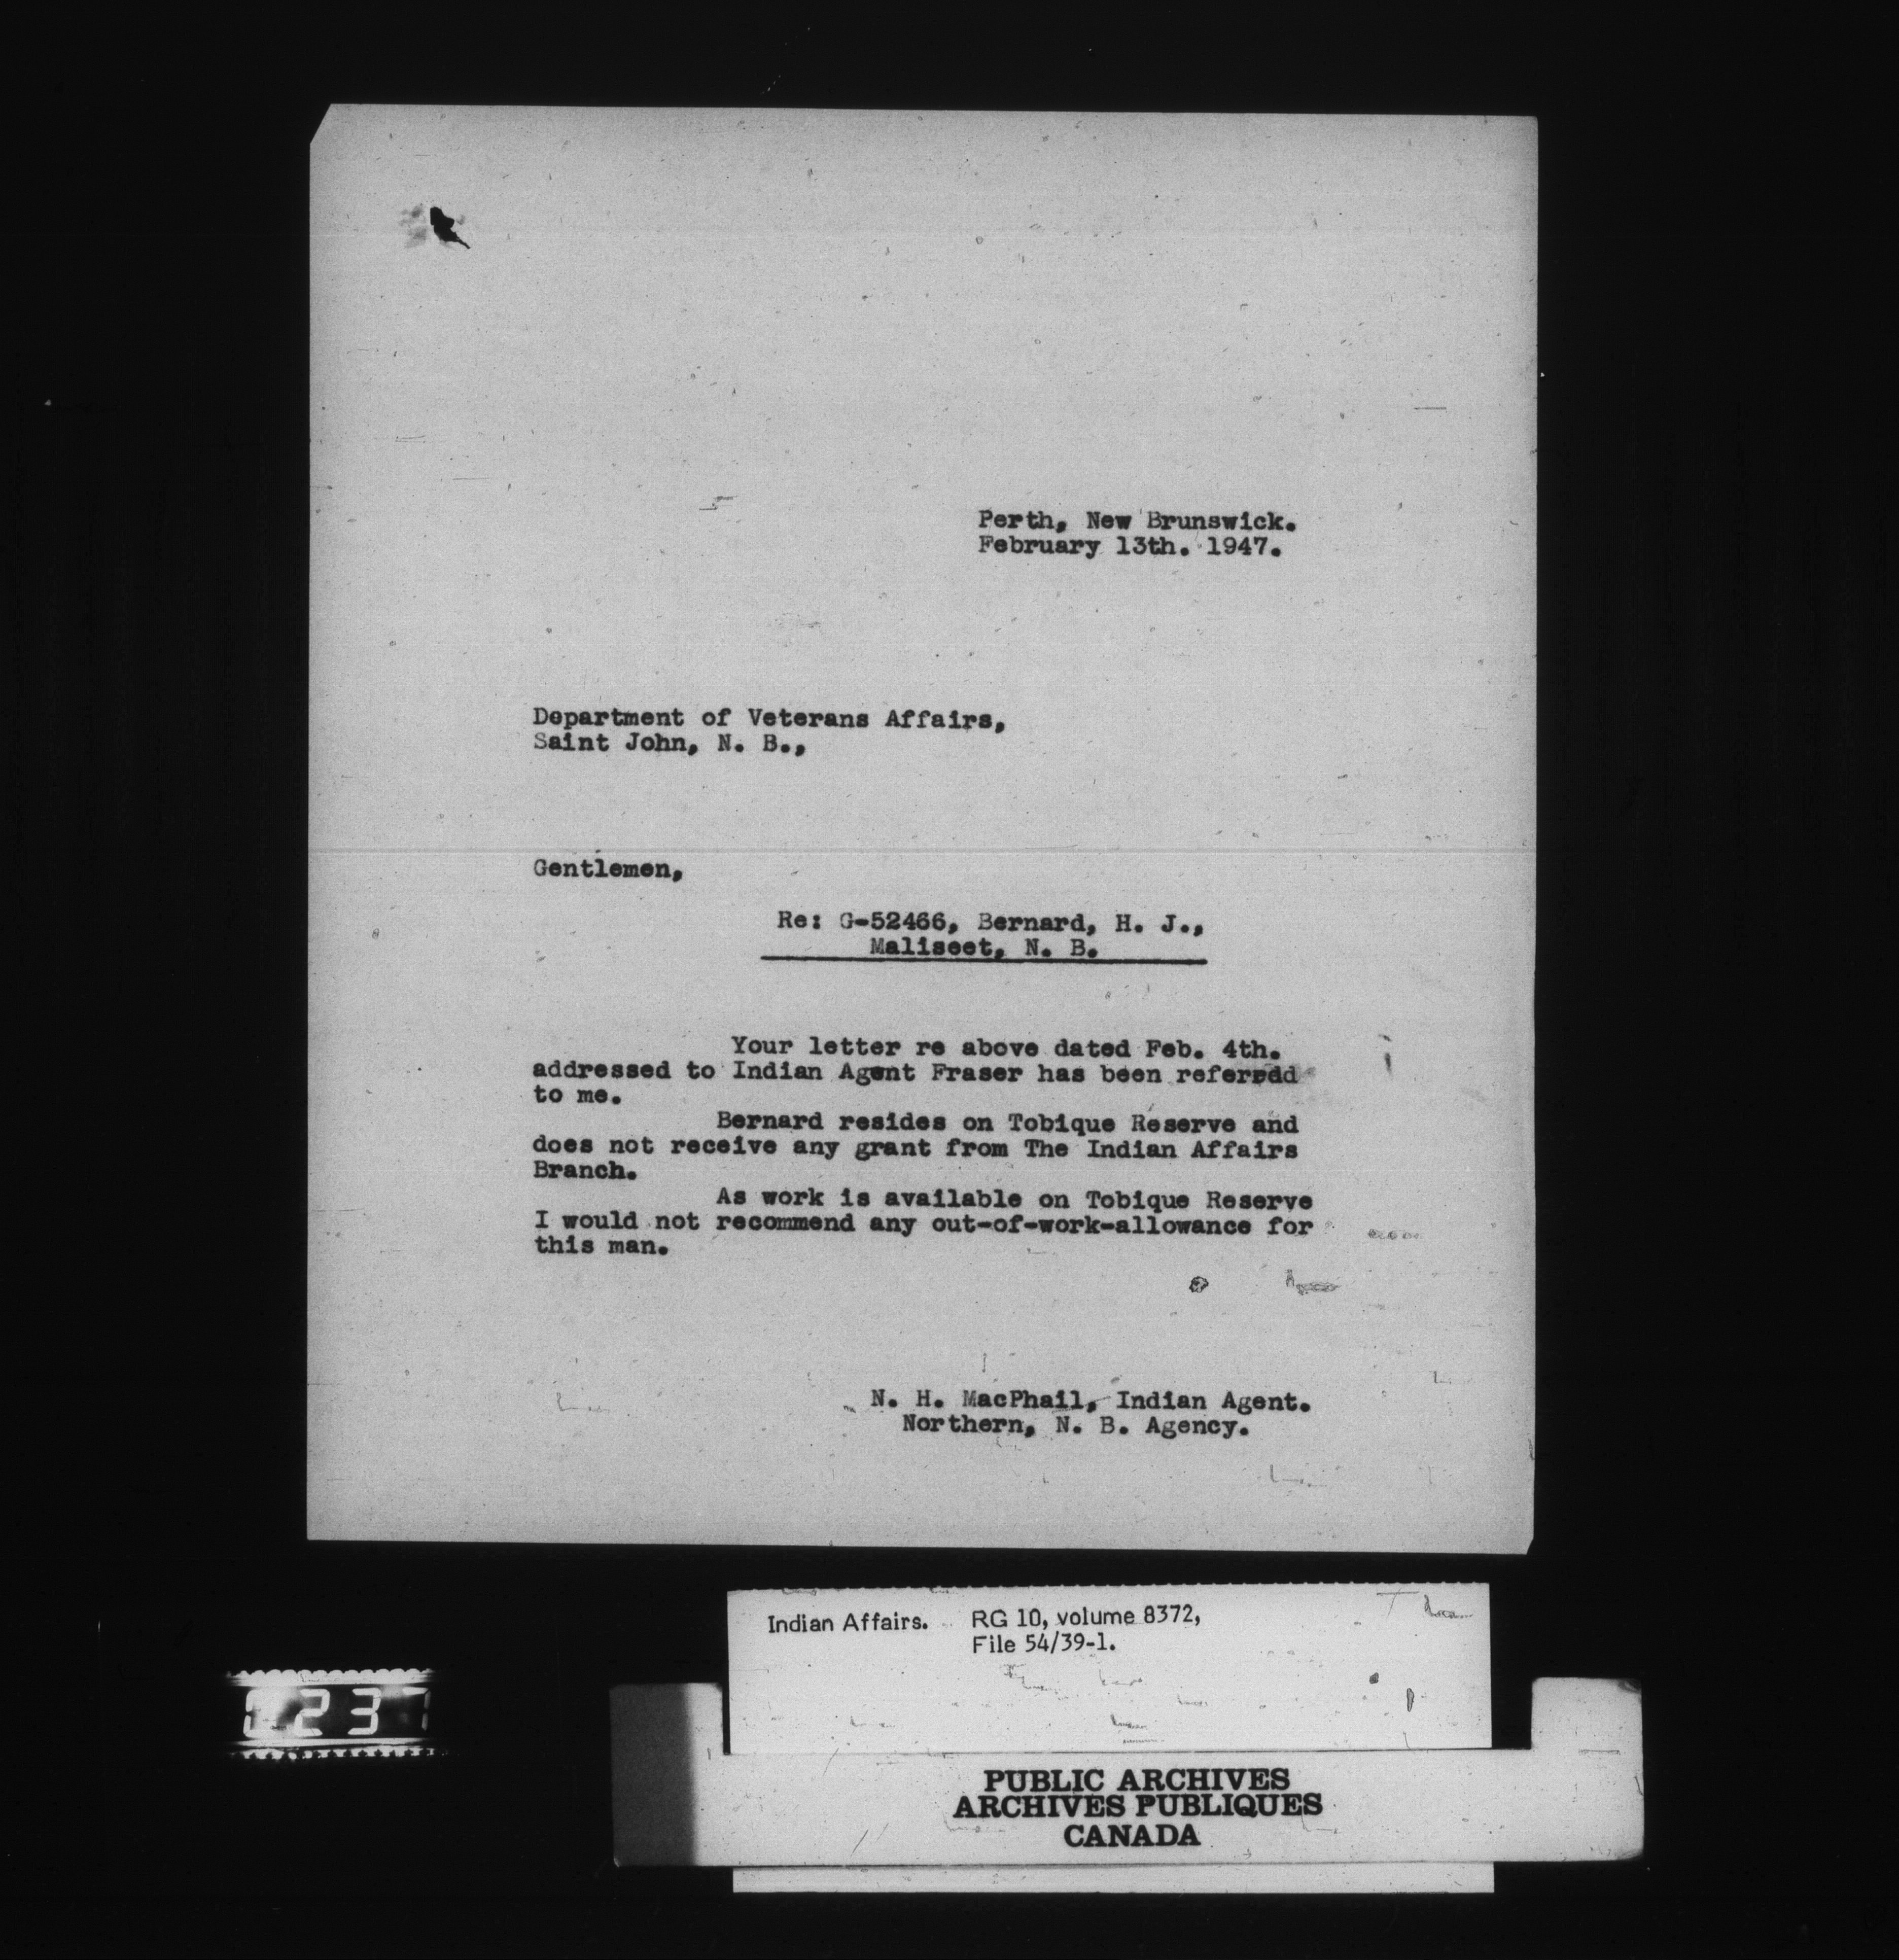 Perth, New Brunswick.
February 13th. 1947.
Department of Veterans Affairs,
Saint John, N. B.,
Gentlemen,
Re: G-52466, Bernard, H. J.,
Maliseet, N. B.
Your letter re above dated Feb. 4th.
addressed to Indian Agent Fraser has been referred
to me.
Bernard resides on Tobique Reserve and
does not receive any grant from The Indian Affairs
Branch.
As work is available on Tobique Reserve
I would not recommend any out-of-work-allowance for
this man.
N. H. MacPhail, Indian Agent.
Northern, N. B. Agency.
Indian Affairs. RG 10, volume 8372,
File 54/39-1.
237
PUBLIC ARCHIVES
ARCHIVES PUBLIQUES
CANADA